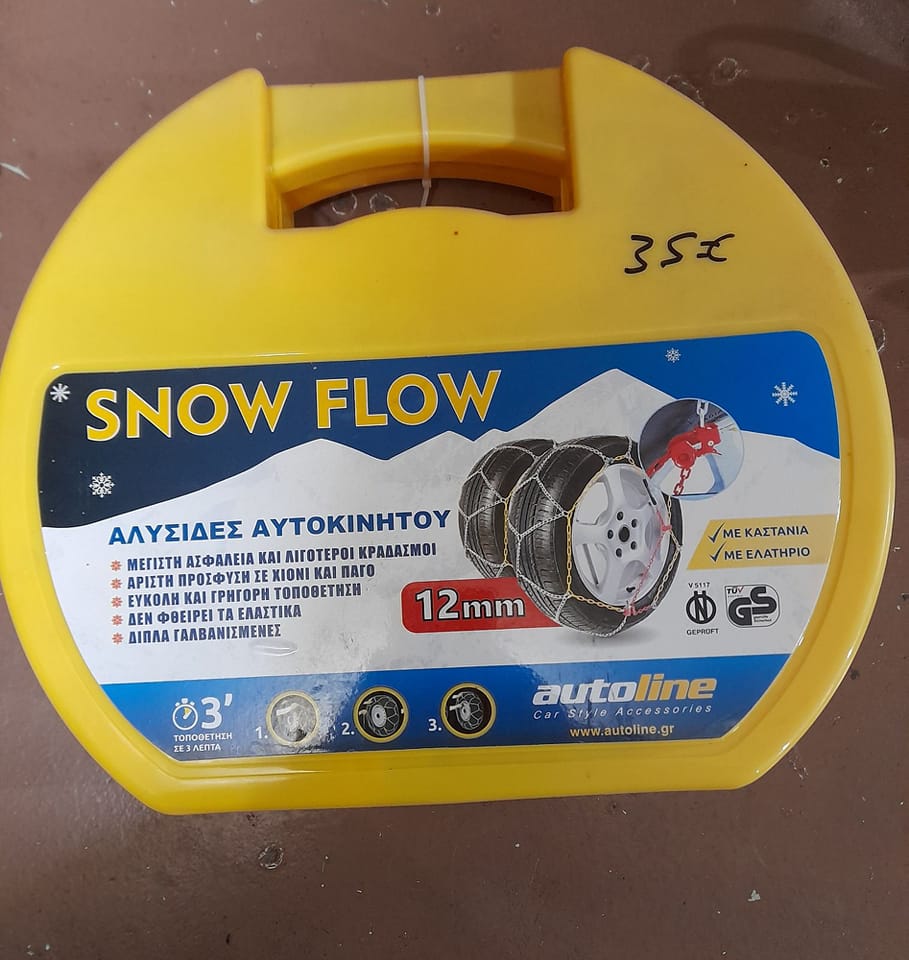 35€
SNOW FLOW
ΑΛΥΣΙΔΕΣ ΑΥΤΟΚΙΝΗΤΟΥ
ΜΕΓΙΣΤΗ ΑΣΦΑΛΕΙΑ ΚΑΙ ΛΙΓΟΤΕΡΟΙ ΚΡΑΔΑΣΜΟΙ
ΑΡΙΣΤΗ ΠΡΟΣΦΥΣΗ ΣΕ ΧΙΟΝΙ ΚΑΙ ΠΑΓΟ
ΕΥΚΟΛΗ ΚΑΙ ΓΡΗΓΟΡΗ ΤΟΠΟΘΕΤΗΣΗ
ΔΕΝ ΦΘΕΙΡΕΙ ΤΑ ΕΛΑΣΤΙΚΑ
ΔΙΠΛΑ ΓΑΛΒΑΝΙΣΜΕΝΕΣ
12mm
ΜΕ ΚΑΣΤΑΝΙΑ
ΜΕ ΕΛΑΤΗΡΙΟ
V 5117
N
GEPRÜFT
TÜV
GS
3'
ΤΟΠΟΘΕΤΗΣΗ
ΣΕ 3 ΛΕΠΤΑ
1. 2. 3.
autoline
Car Style Accessories
www.autoline.gr